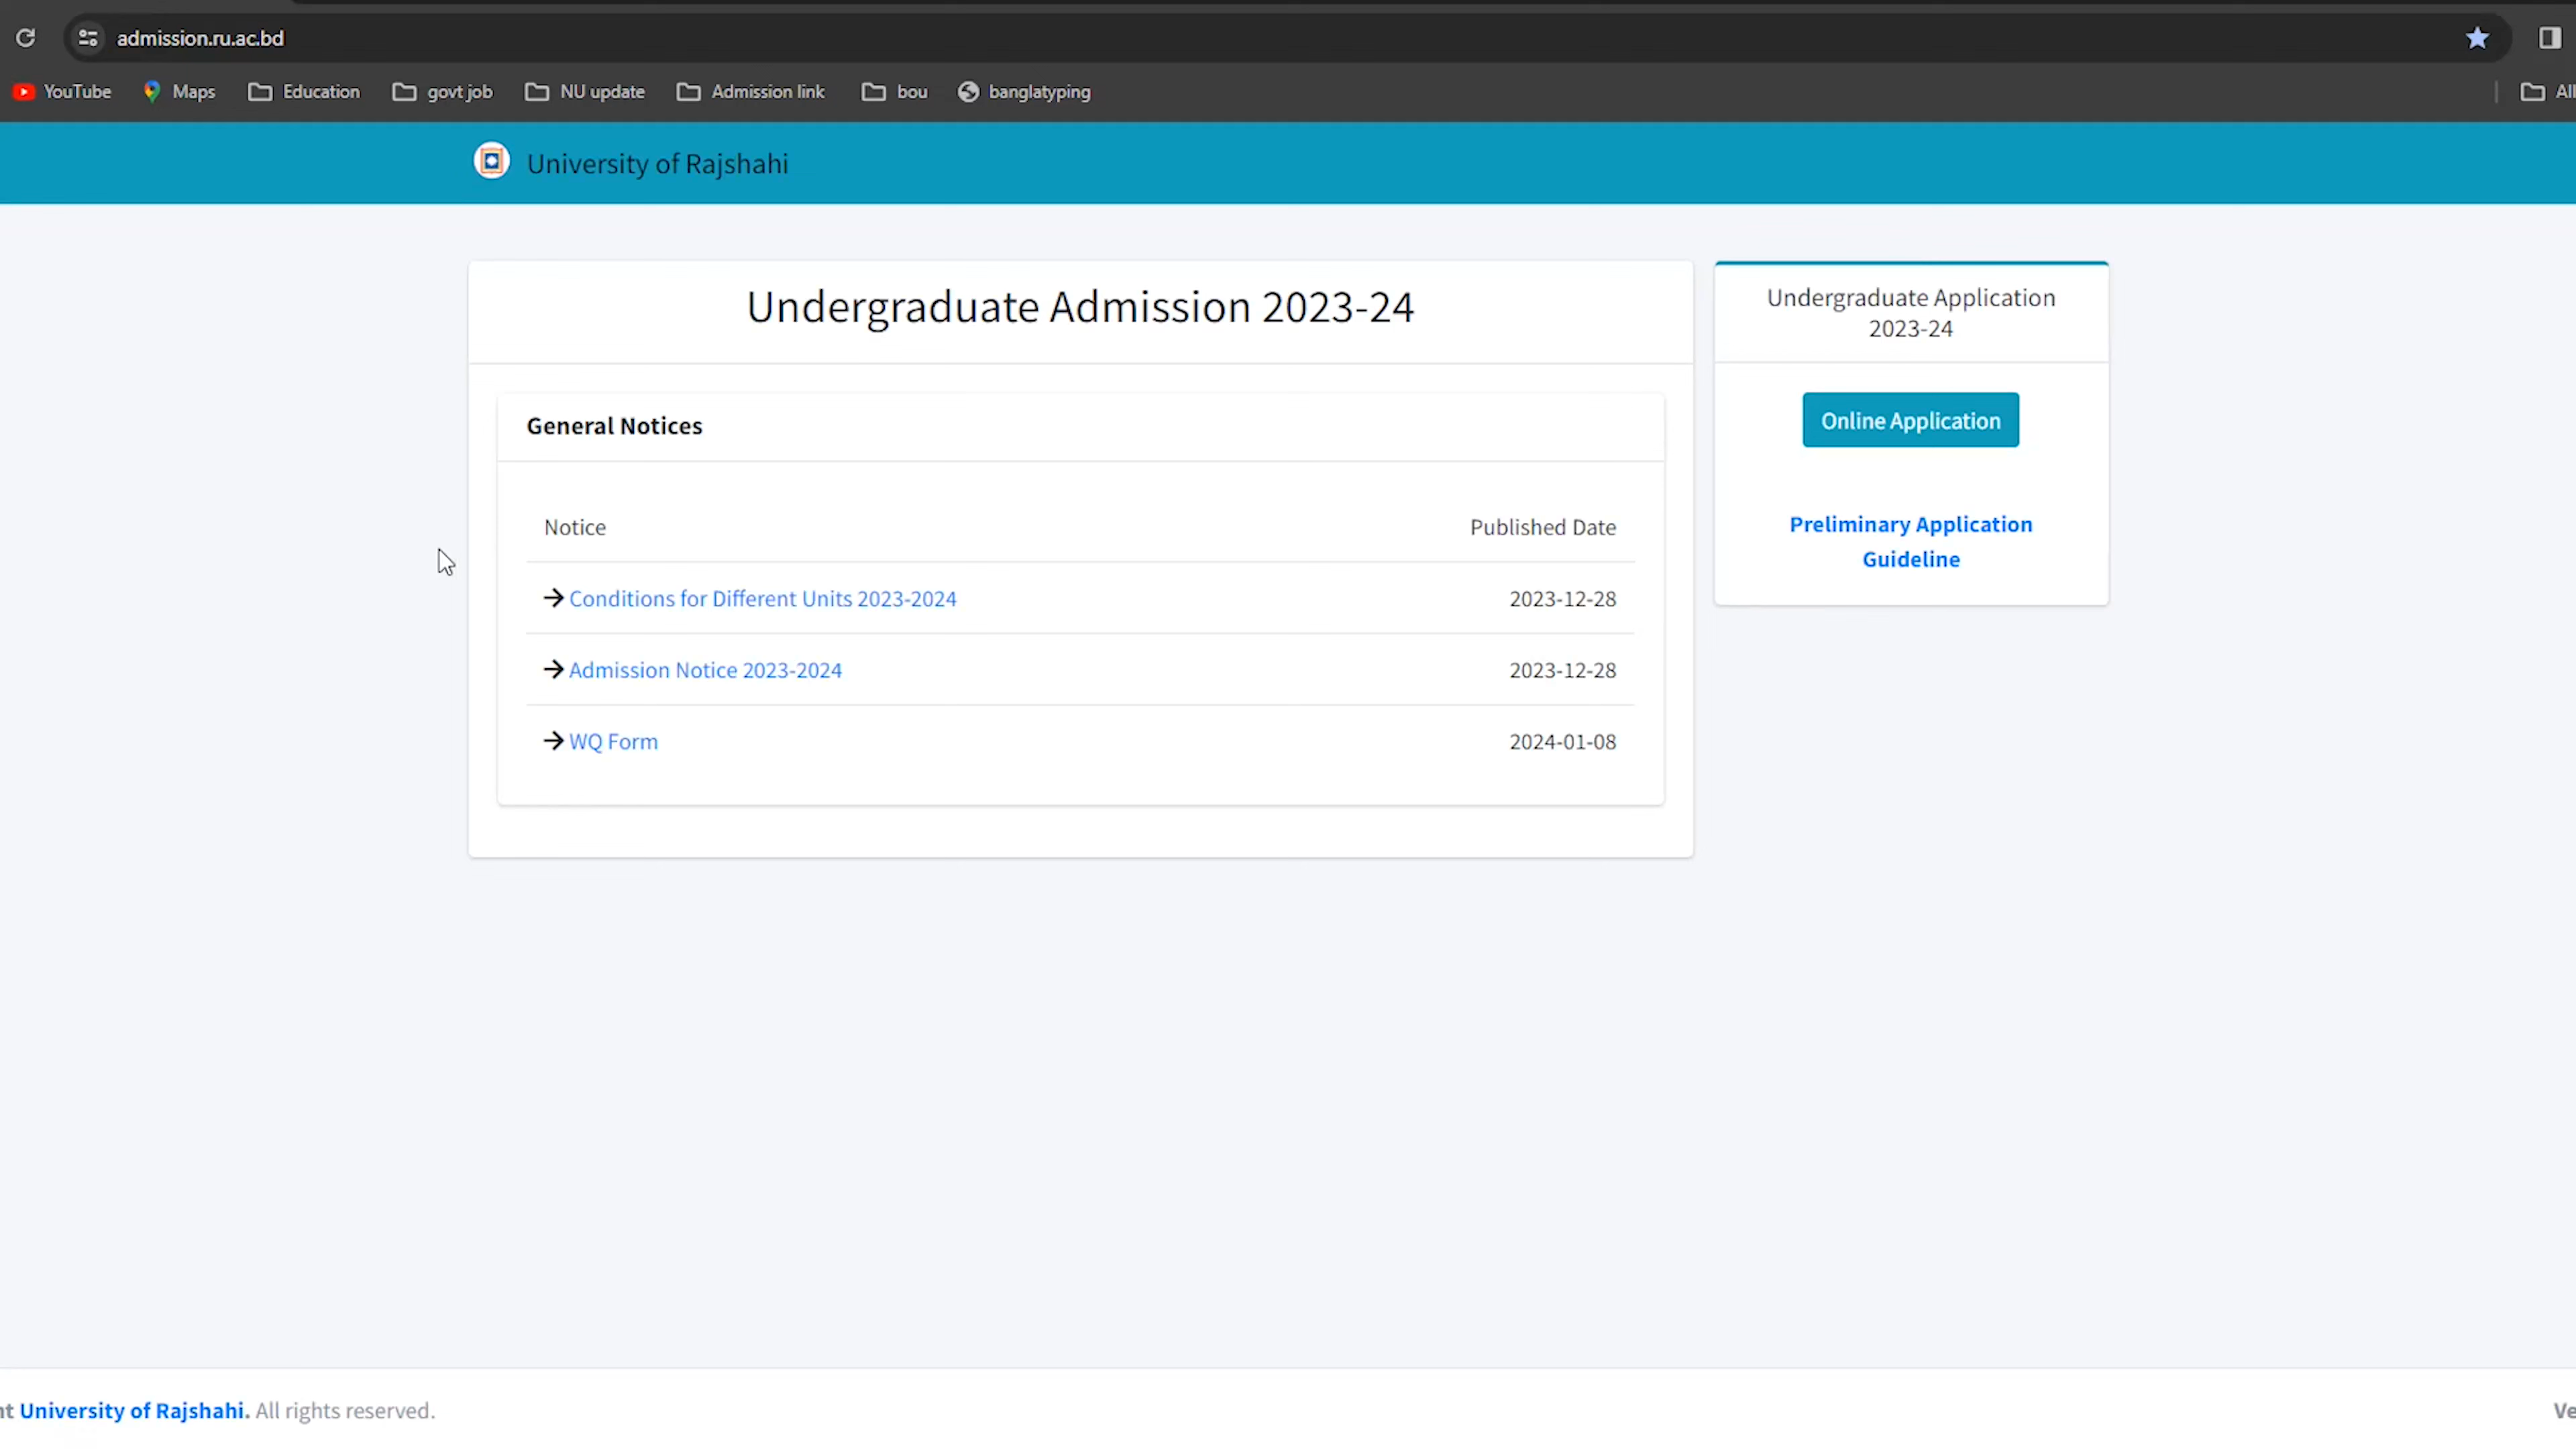 admission.ru.ac.bd
YouTube Maps Education govt job NU update Admission link bou banglatyping All
University of Rajshahi
Undergraduate Admission 2023-24
Undergraduate Application
2023-24
Online Application
Preliminary Application
Guideline
General Notices
Notice Published Date
Conditions for Different Units 2023-2024 2023-12-28
Admission Notice 2023-2024 2023-12-28
WQ Form 2024-01-08
University of Rajshahi. All rights reserved.